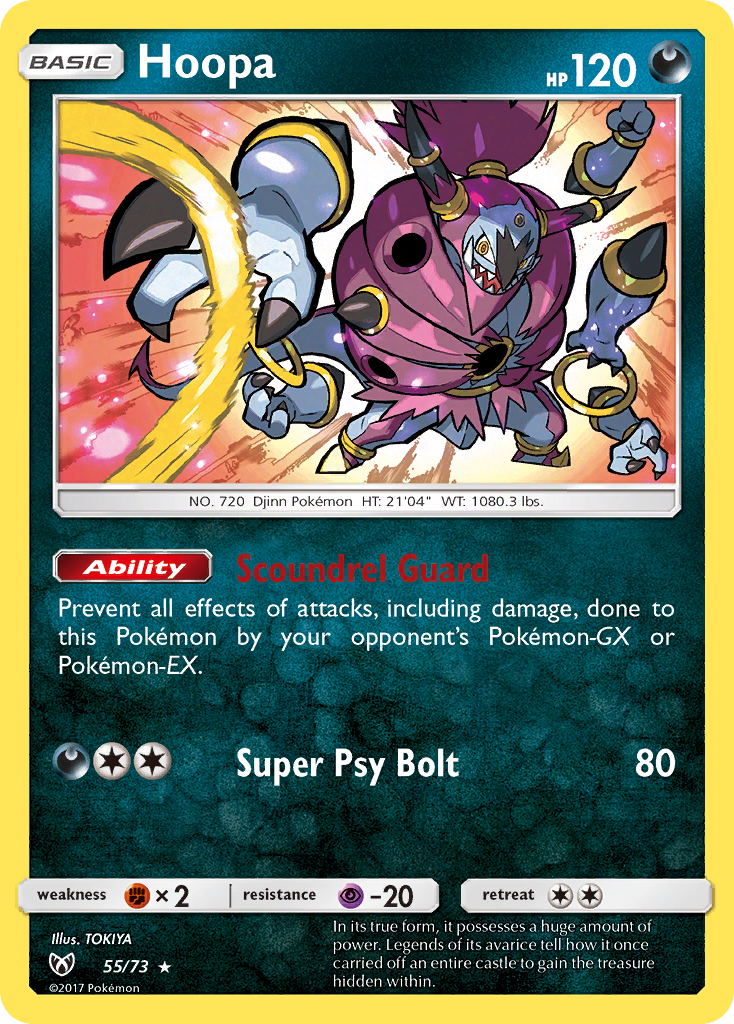 BASIC Hoopa HP 120
NO. 720 Djinn Pokémon HT: 21'04" WT: 1080.3 lbs.
Ability Scoundrel Guard
Prevent all effects of attacks, including damage, done to
this Pokémon by your opponent's Pokémon-GX or
Pokémon-EX.
Super Psy Bolt 80
weakness × 2 resistance -20 retreat
In its true form, it possesses a huge amount of
power. Legends of its avarice tell how it once
carried off an entire castle to gain the treasure
hidden within.
Illus. TOKIYA
55/73 ★
©2017 Pokémon